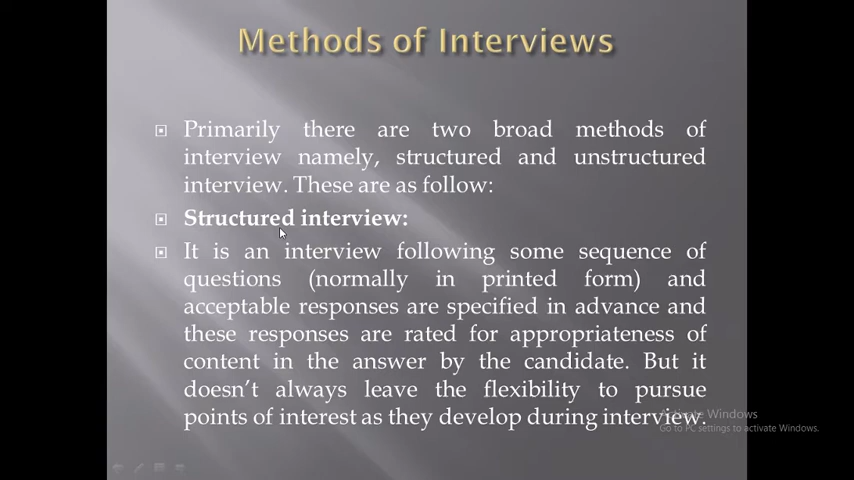 Methods of Interviews
Primarily there are two broad methods of
interview namely, structured and unstructured
interview. These are as follow:
Structured interview:
It is an interview following some sequence of
questions (normally in printed form) and
acceptable responses are specified in advance and
these responses are rated for appropriateness of
content in the answer by the candidate. But it
doesn't always leave the flexibility to pursue
points of interest as they develop during interview.
Activate Windows
Go to PC settings to activate Windows.